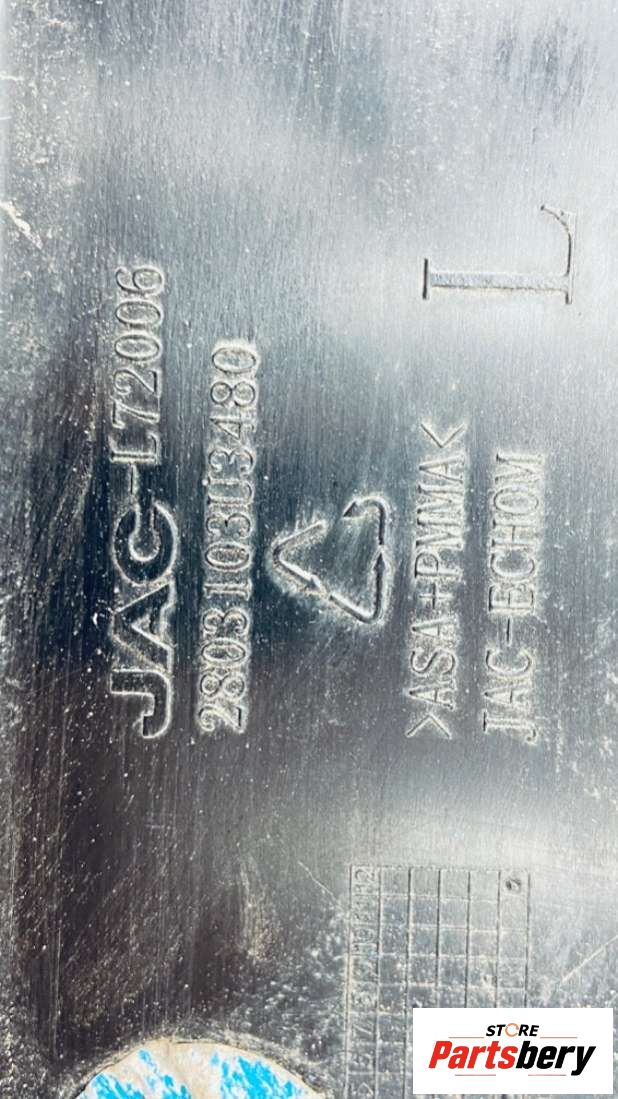 L
JAC-L72006
2803103U3480
>ASA+PMMA<
JAC-ECHOM
STORE
Partsbery